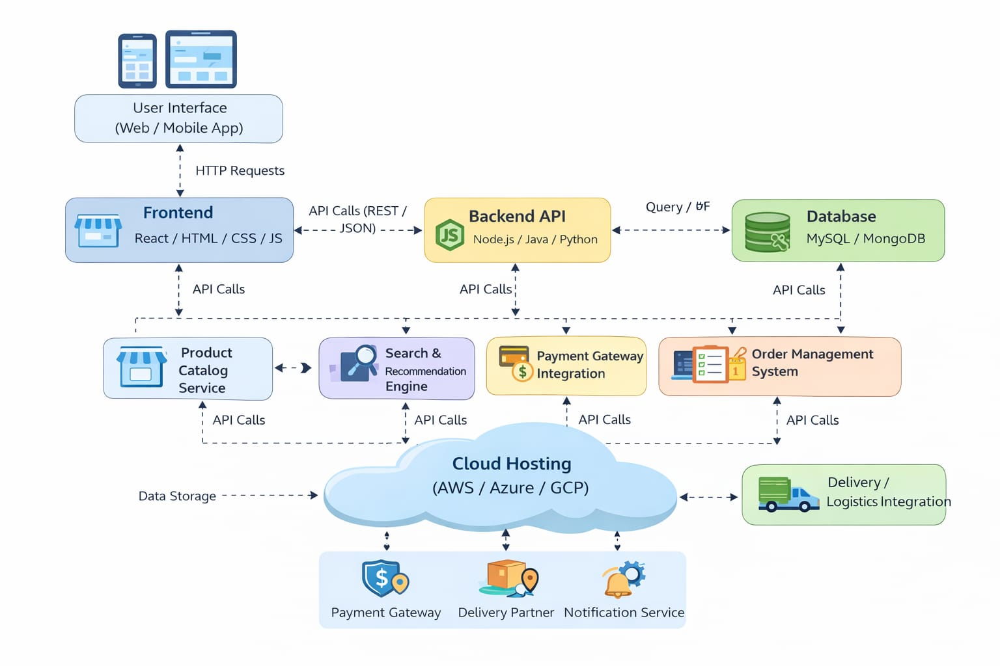 User Interface
(Web / Mobile App)
HTTP Requests
Frontend
React / HTML / CSS / JS
API Calls (REST /
JSON)
JS
Backend API
Node.js / Java / Python
Query /
Database
MySQL / MongoDB
API Calls
API Calls
API Calls
Product
Catalog
Service
Search &
Recommendation
Engine
$
Payment Gateway
Integration
1
Order Management
System
API Calls
API Calls
API Calls
API Calls
Cloud Hosting
(AWS / Azure / GCP)
Data Storage
Delivery /
Logistics Integration
$
Payment Gateway
Delivery Partner
Notification Service